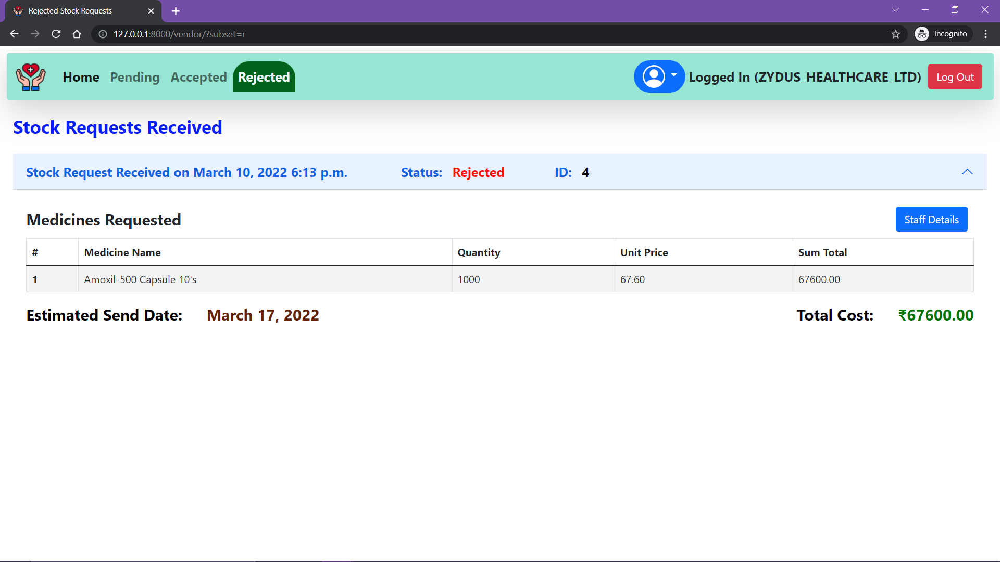 Rejected Stock Requests
127.0.0.1:8000/vendor/?subset=r
Incognito
Home Pending Accepted Rejected Logged In (ZYDUS_HEALTHCARE_LTD) Log Out
Stock Requests Received
Stock Request Received on March 10, 2022 6:13 p.m. Status: Rejected ID: 4
Medicines Requested Staff Details
# Medicine Name Quantity Unit Price Sum Total
1 Amoxil-500 Capsule 10's 1000 67.60 67600.00
Estimated Send Date: March 17, 2022 Total Cost: ₹67600.00